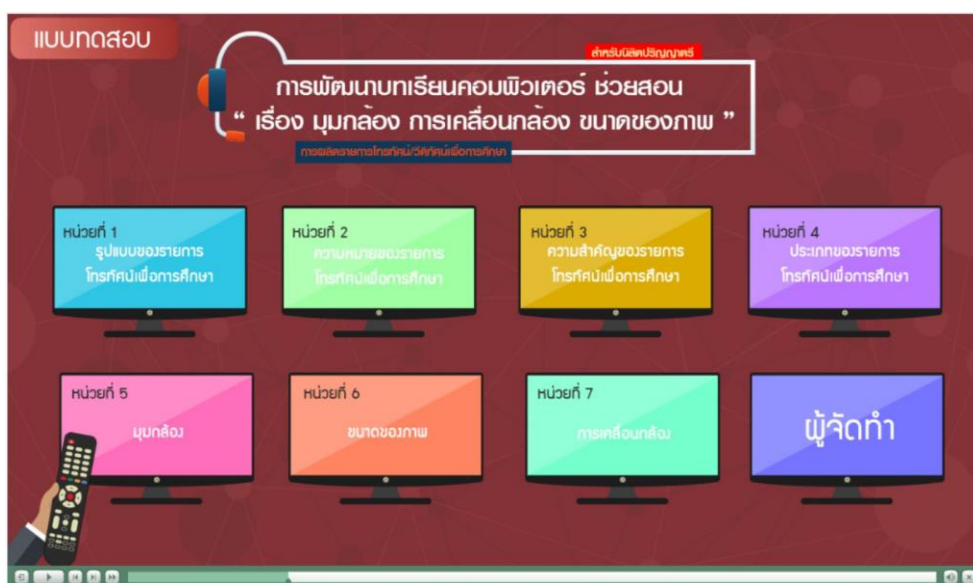 แบบทดสอบ
สำหรับนิสิตปริญญาตรี
การพัฒนาบทเรียนคอมพิวเตอร์ ช่วยสอน
“ เรื่อง มุมกล้อง การเคลื่อนกล้อง ขนาดของภาพ ”
การผลิตรายการโทรทัศน์/วีดิทัศน์เพื่อการศึกษา
หน่วยที่ 1
รูปแบบของรายการ
โทรทัศน์เพื่อการศึกษา
หน่วยที่ 2
ความหมายของรายการ
โทรทัศน์เพื่อการศึกษา
หน่วยที่ 3
ความสำคัญของรายการ
โทรทัศน์เพื่อการศึกษา
หน่วยที่ 4
ประเภทของรายการ
โทรทัศน์เพื่อการศึกษา
หน่วยที่ 5
มุมกล้อง
หน่วยที่ 6
ขนาดของภาพ
หน่วยที่ 7
การเคลื่อนกล้อง
ผู้จัดทำ